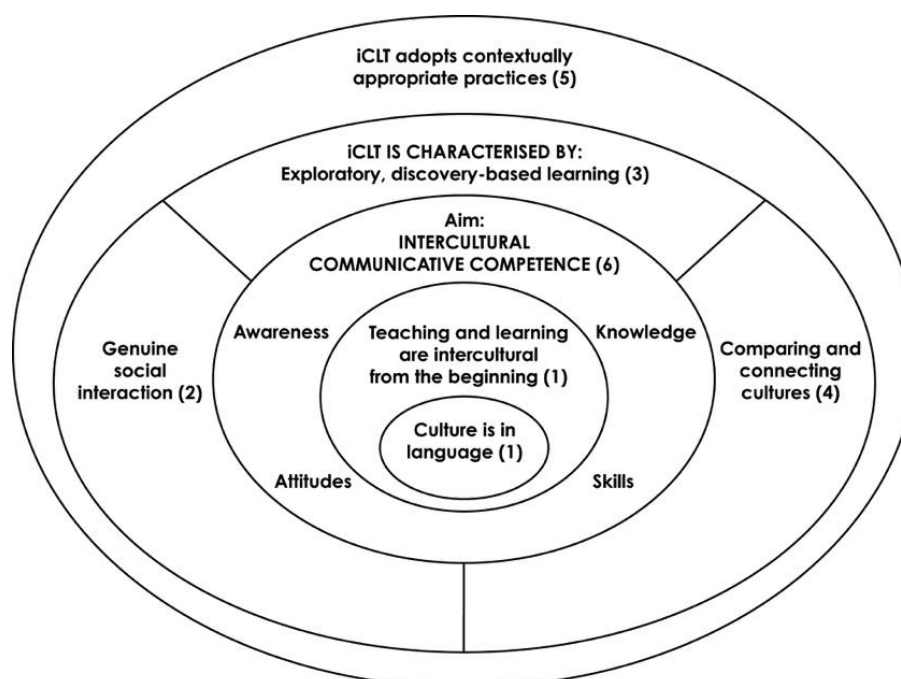 iCLT adopts contextually
appropriate practices (5)
iCLT IS CHARACTERISED BY:
Exploratory, discovery-based learning (3)
Aim:
INTERCULTURAL
COMMUNICATIVE COMPETENCE (6)
Awareness
Knowledge
Teaching and learning
are intercultural
from the beginning (1)
Genuine
social
interaction (2)
Comparing and
connecting
cultures (4)
Culture is in
language (1)
Attitudes
Skills